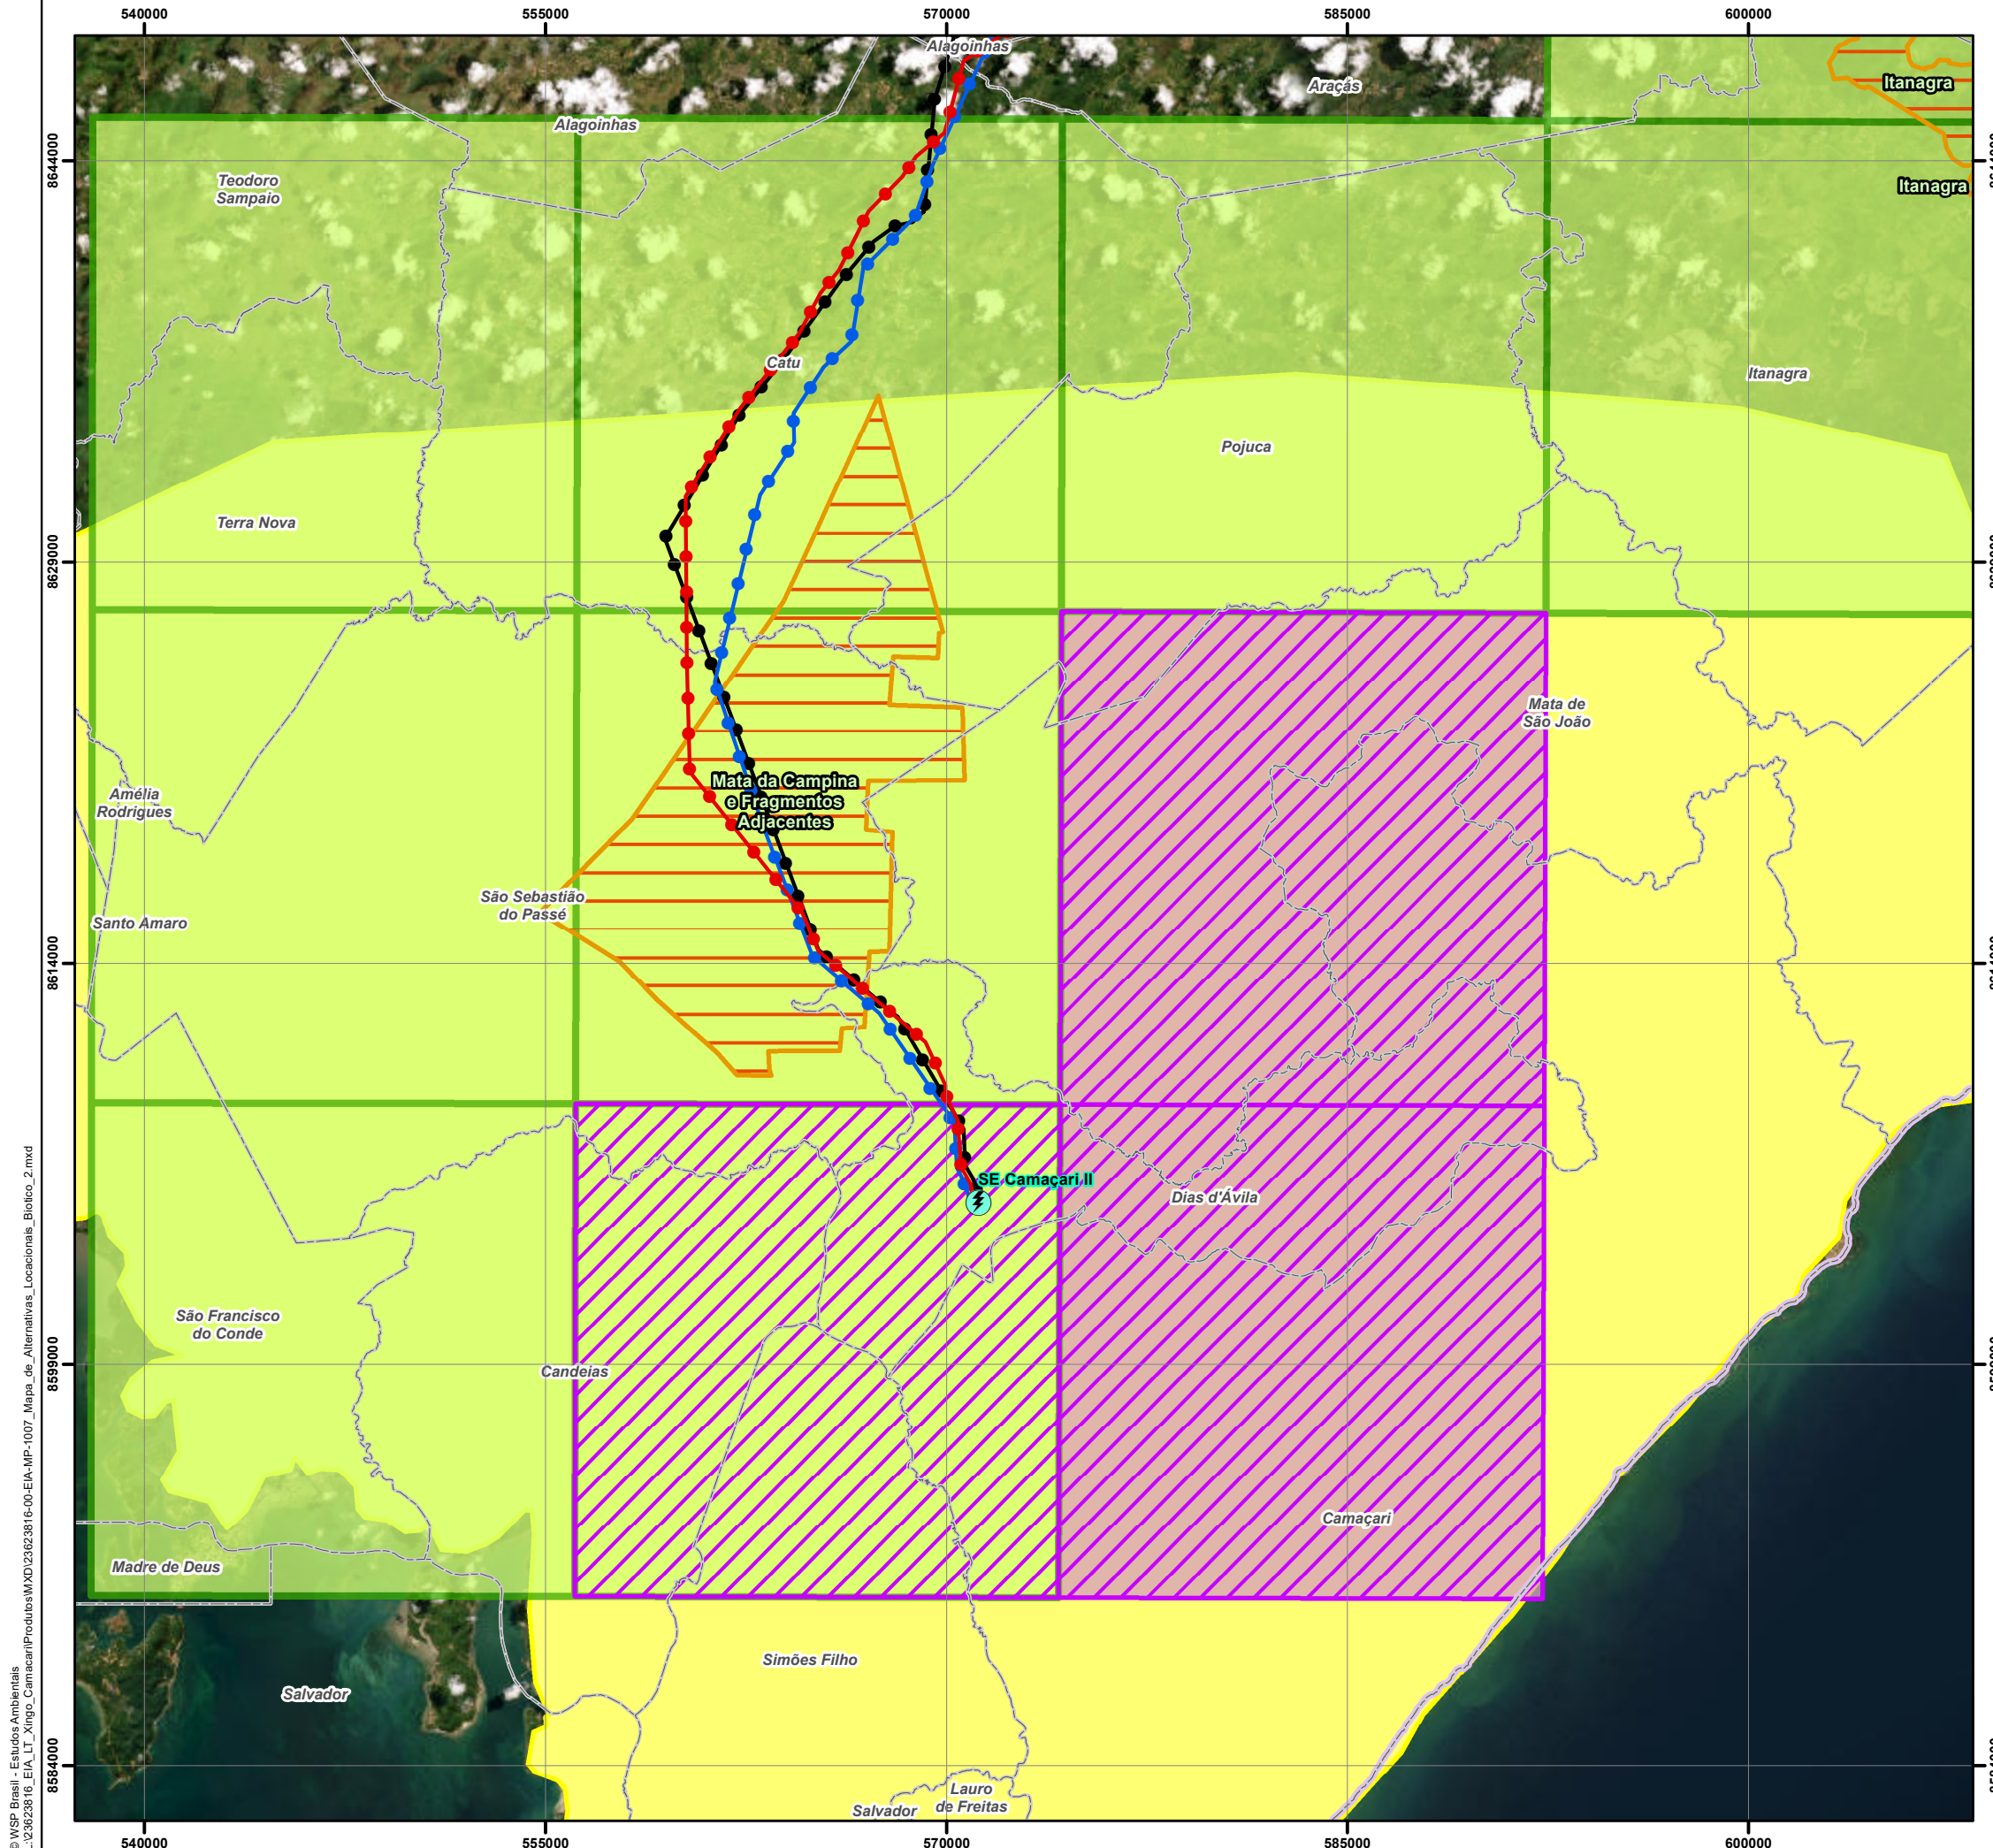 540000
555000
570000
585000
600000
Alagoinhas
Araçás
Itanagra
Alagoinhas
8644000
Teodoro
Sampaio
Itanagra
Catu
Itanagra
Pojuca
Terra Nova
8629000
Mata de
São João
Mata da Campina
e Fragmentos
Adjacentes
Amélia
Rodrigues
São Sebastião
do Passé
Santo Amaro
8614000
SE Camaçari II
Dias d'Ávila
São Francisco
do Conde
8599000
Candeias
Camaçari
Madre de Deus
Simões Filho
Salvador
8584000
Lauro
de Freitas
Salvador
540000
555000
570000
585000
600000
© WSP Brasil - Estudos Ambientais